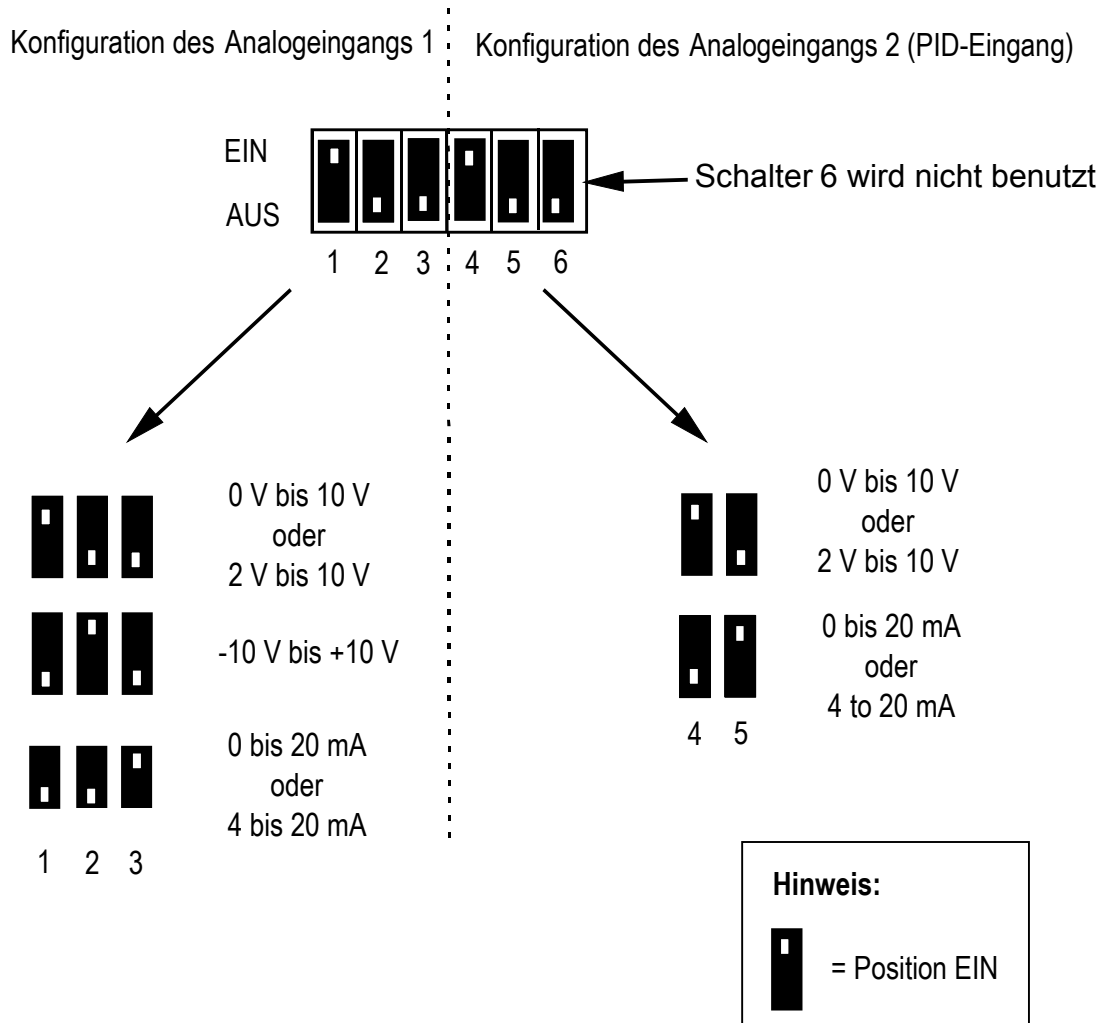 Konfiguration des Analogeingangs 1
Konfiguration des Analogeingangs 2 (PID-Eingang)
EIN
AUS
Schalter 6 wird nicht benutzt
1 2 3 4 5 6
0 V bis 10 V
oder
2 V bis 10 V
-10 V bis +10 V
0 bis 20 mA
oder
4 bis 20 mA
1 2 3
0 V bis 10 V
oder
2 V bis 10 V
0 bis 20 mA
oder
4 to 20 mA
4 5
Hinweis:
= Position EIN